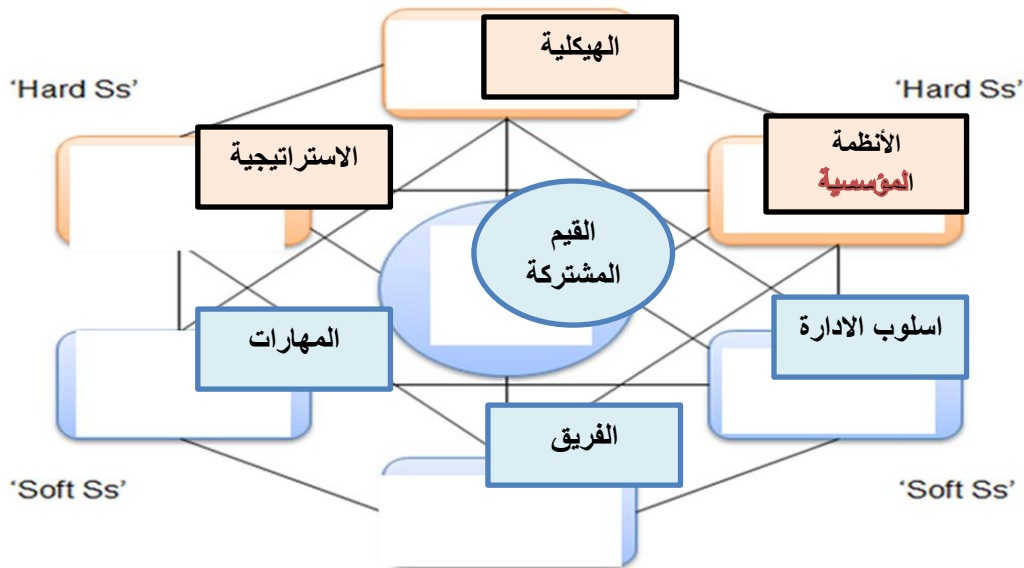 الهيكلية
‘Hard Ss’
‘Hard Ss’
الأنظمة
المؤسسية
الاستراتيجية
القيم
المشتركة
اسلوب الادارة
المهارات
الفريق
‘Soft Ss’
‘Soft Ss’